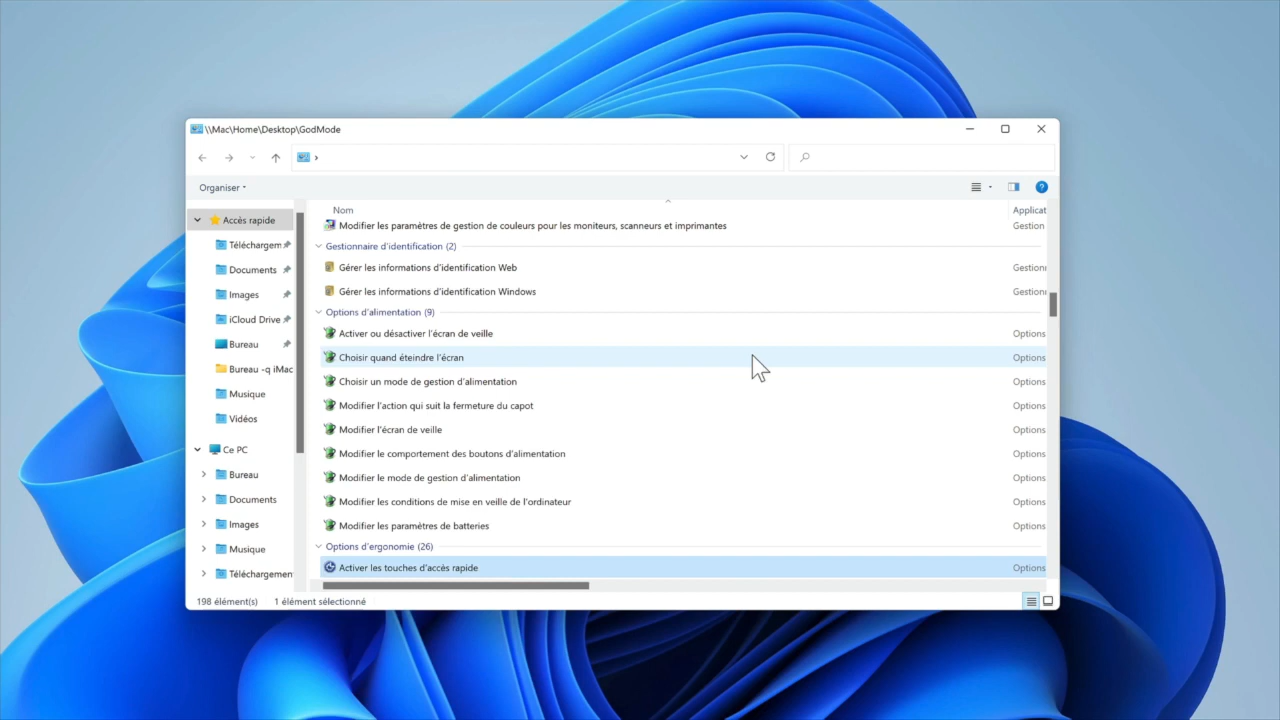 \\Mac\Home\Desktop\GodMode
Organiser
Accès rapide
Téléchargem
Documents
Images
iCloud Drive
Bureau
Bureau -q iMac
Musique
Vidéos
Ce PC
Bureau
Documents
Images
Musique
Téléchargement
Nom Applicat
Modifier les paramètres de gestion de couleurs pour les moniteurs, scanneurs et imprimantes Gestion
Gestionnaire d'identification (2)
Gérer les informations d'identification Web Gestionn
Gérer les informations d'identification Windows Gestionn
Options d'alimentation (9)
Activer ou désactiver l'écran de veille Options
Choisir quand éteindre l'écran Options
Choisir un mode de gestion d'alimentation Options
Modifier l'action qui suit la fermeture du capot Options
Modifier l'écran de veille Options
Modifier le comportement des boutons d'alimentation Options
Modifier le mode de gestion d'alimentation Options
Modifier les conditions de mise en veille de l'ordinateur Options
Modifier les paramètres de batteries Options
Options d'ergonomie (26)
Activer les touches d'accès rapide Options
198 élément(s) 1 élément sélectionné